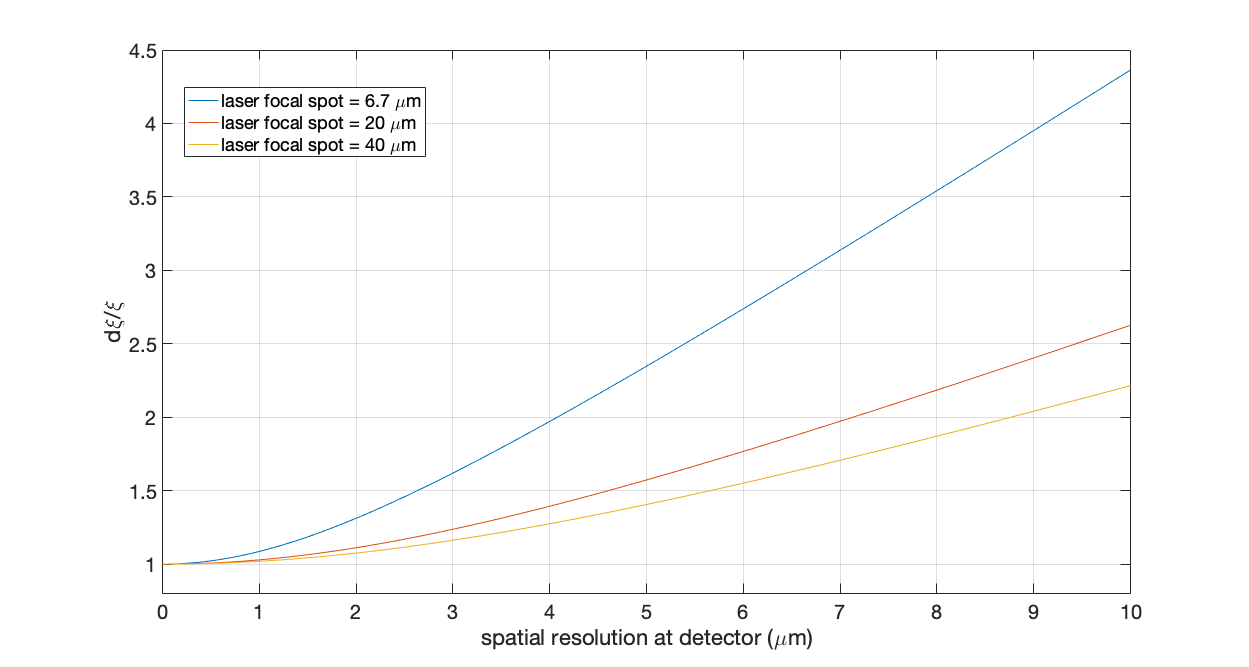 4.5
4
3.5
3
2.5
2
1.5
1
dξ/ξ
laser focal spot = 6.7 μm
laser focal spot = 20 μm
laser focal spot = 40 μm
0 1 2 3 4 5 6 7 8 9 10
spatial resolution at detector (μm)